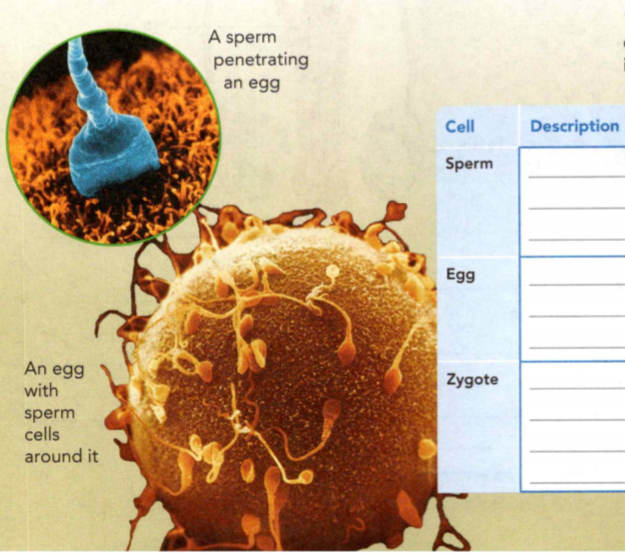 A sperm
penetrating
an egg
Cell Description
Sperm
Egg
Zygote
An egg
with
sperm
cells
around it